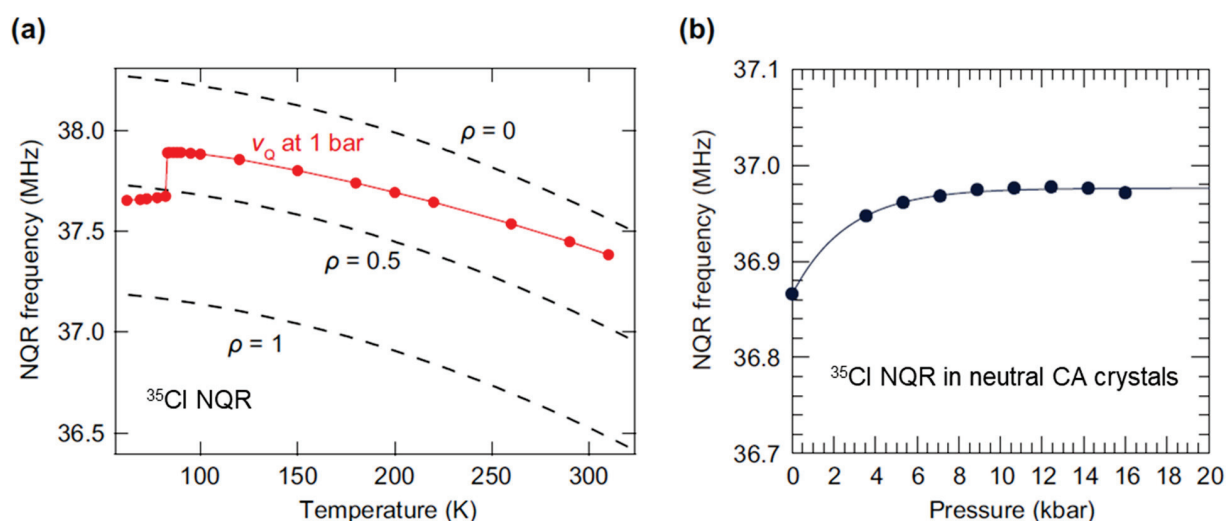 (a)
NQR frequency (MHz)
38.0
37.5
37.0
36.5
ρ = 0
νQ at 1 bar
ρ = 0.5
ρ = 1
³⁵Cl NQR
100
150
200
250
300
Temperature (K)
(b)
NQR frequency (MHz)
37.1
37.0
36.9
36.8
36.7
³⁵Cl NQR in neutral CA crystals
0
2
4
6
8
10
12
14
16
18
20
Pressure (kbar)